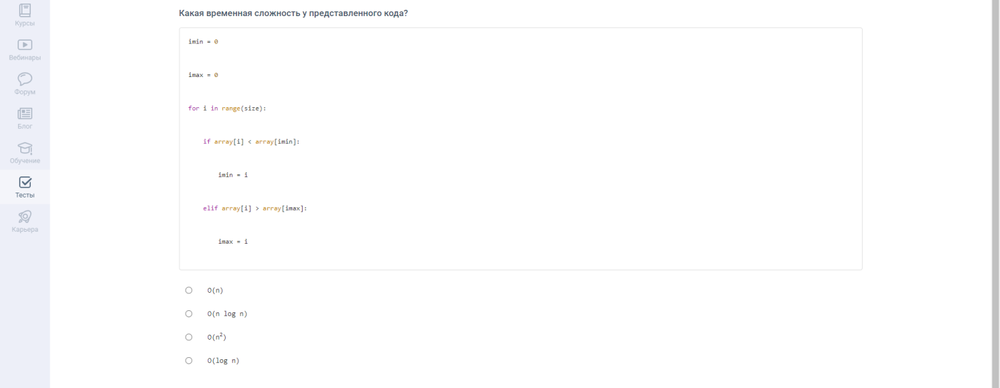 Курсы
Вебинары
Форум
Блог
Обучение
Тесты
Карьера
Какая временная сложность у представленного кода?
imin = 0
imax = 0
for i in range(size):
    if array[i] < array[imin]:
        imin = i
    elif array[i] > array[imax]:
        imax = i
O(n)
O(n log n)
O(n²)
O(log n)